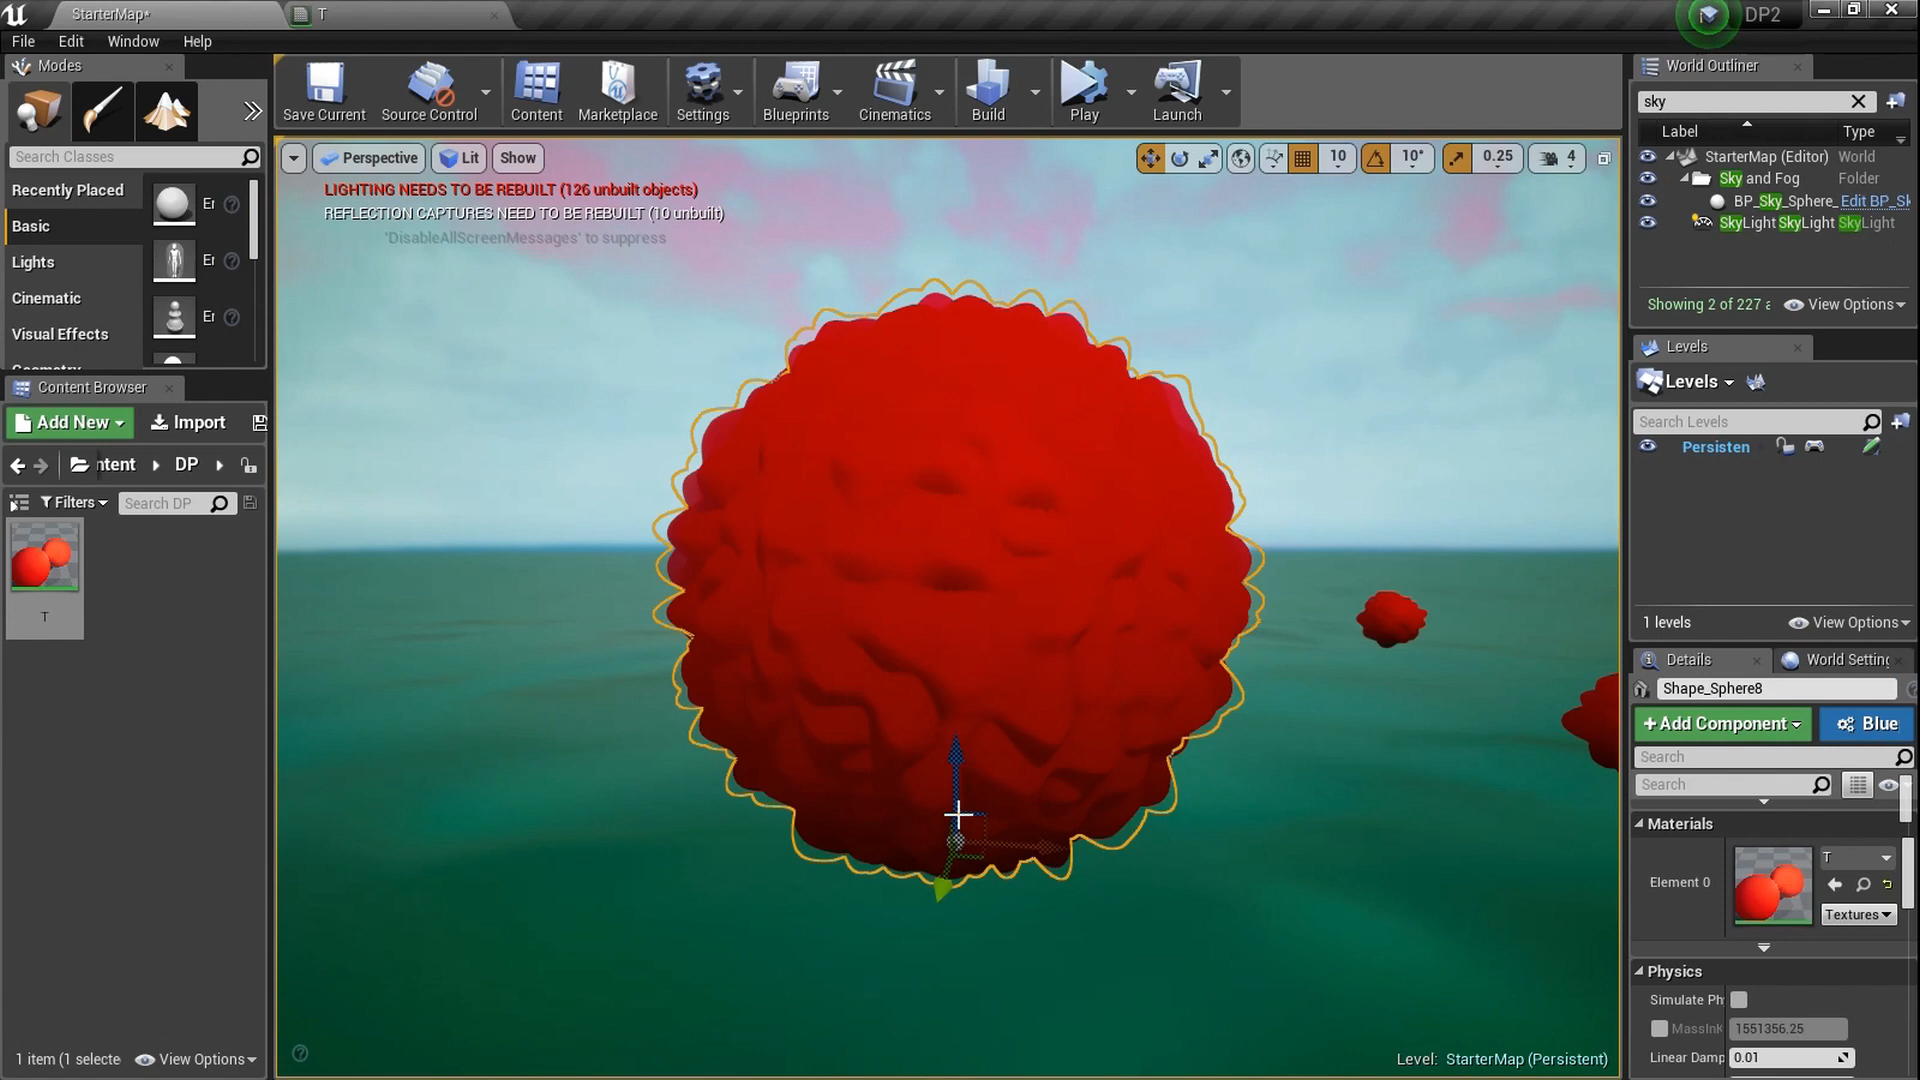 StarterMap*
T
DP2
File Edit Window Help
Modes
Search Classes
Recently Placed
Basic
Lights
Cinematic
Visual Effects
Er
Er
Er
Content Browser
Add New
Import
ntent
DP
Filters
Search DP
T
1 item (1 selecte
View Options
Save Current
Source Control
Content
Marketplace
Settings
Blueprints
Cinematics
Build
Play
Launch
Perspective
Lit
Show
10
10°
0.25
4
LIGHTING NEEDS TO BE REBUILT (126 unbuilt objects)
REFLECTION CAPTURES NEED TO BE REBUILT (10 unbuilt)
'DisableAllScreenMessages' to suppress
Level: StarterMap (Persistent)
World Outliner
sky
Label Type
StarterMap (Editor) World
Sky and Fog Folder
BP_Sky_Sphere_ Edit BP_Sk
SkyLight SkyLight SkyLight
Showing 2 of 227 a
View Options
Levels
Levels
Search Levels
Persisten
1 levels
View Options
Details
World Setting
Shape_Sphere8
+Add Component
Blue
Search
Search
Materials
Element 0
T
Textures
Physics
Simulate Ph
MassInK
1551356.25
Linear Damp
0.01